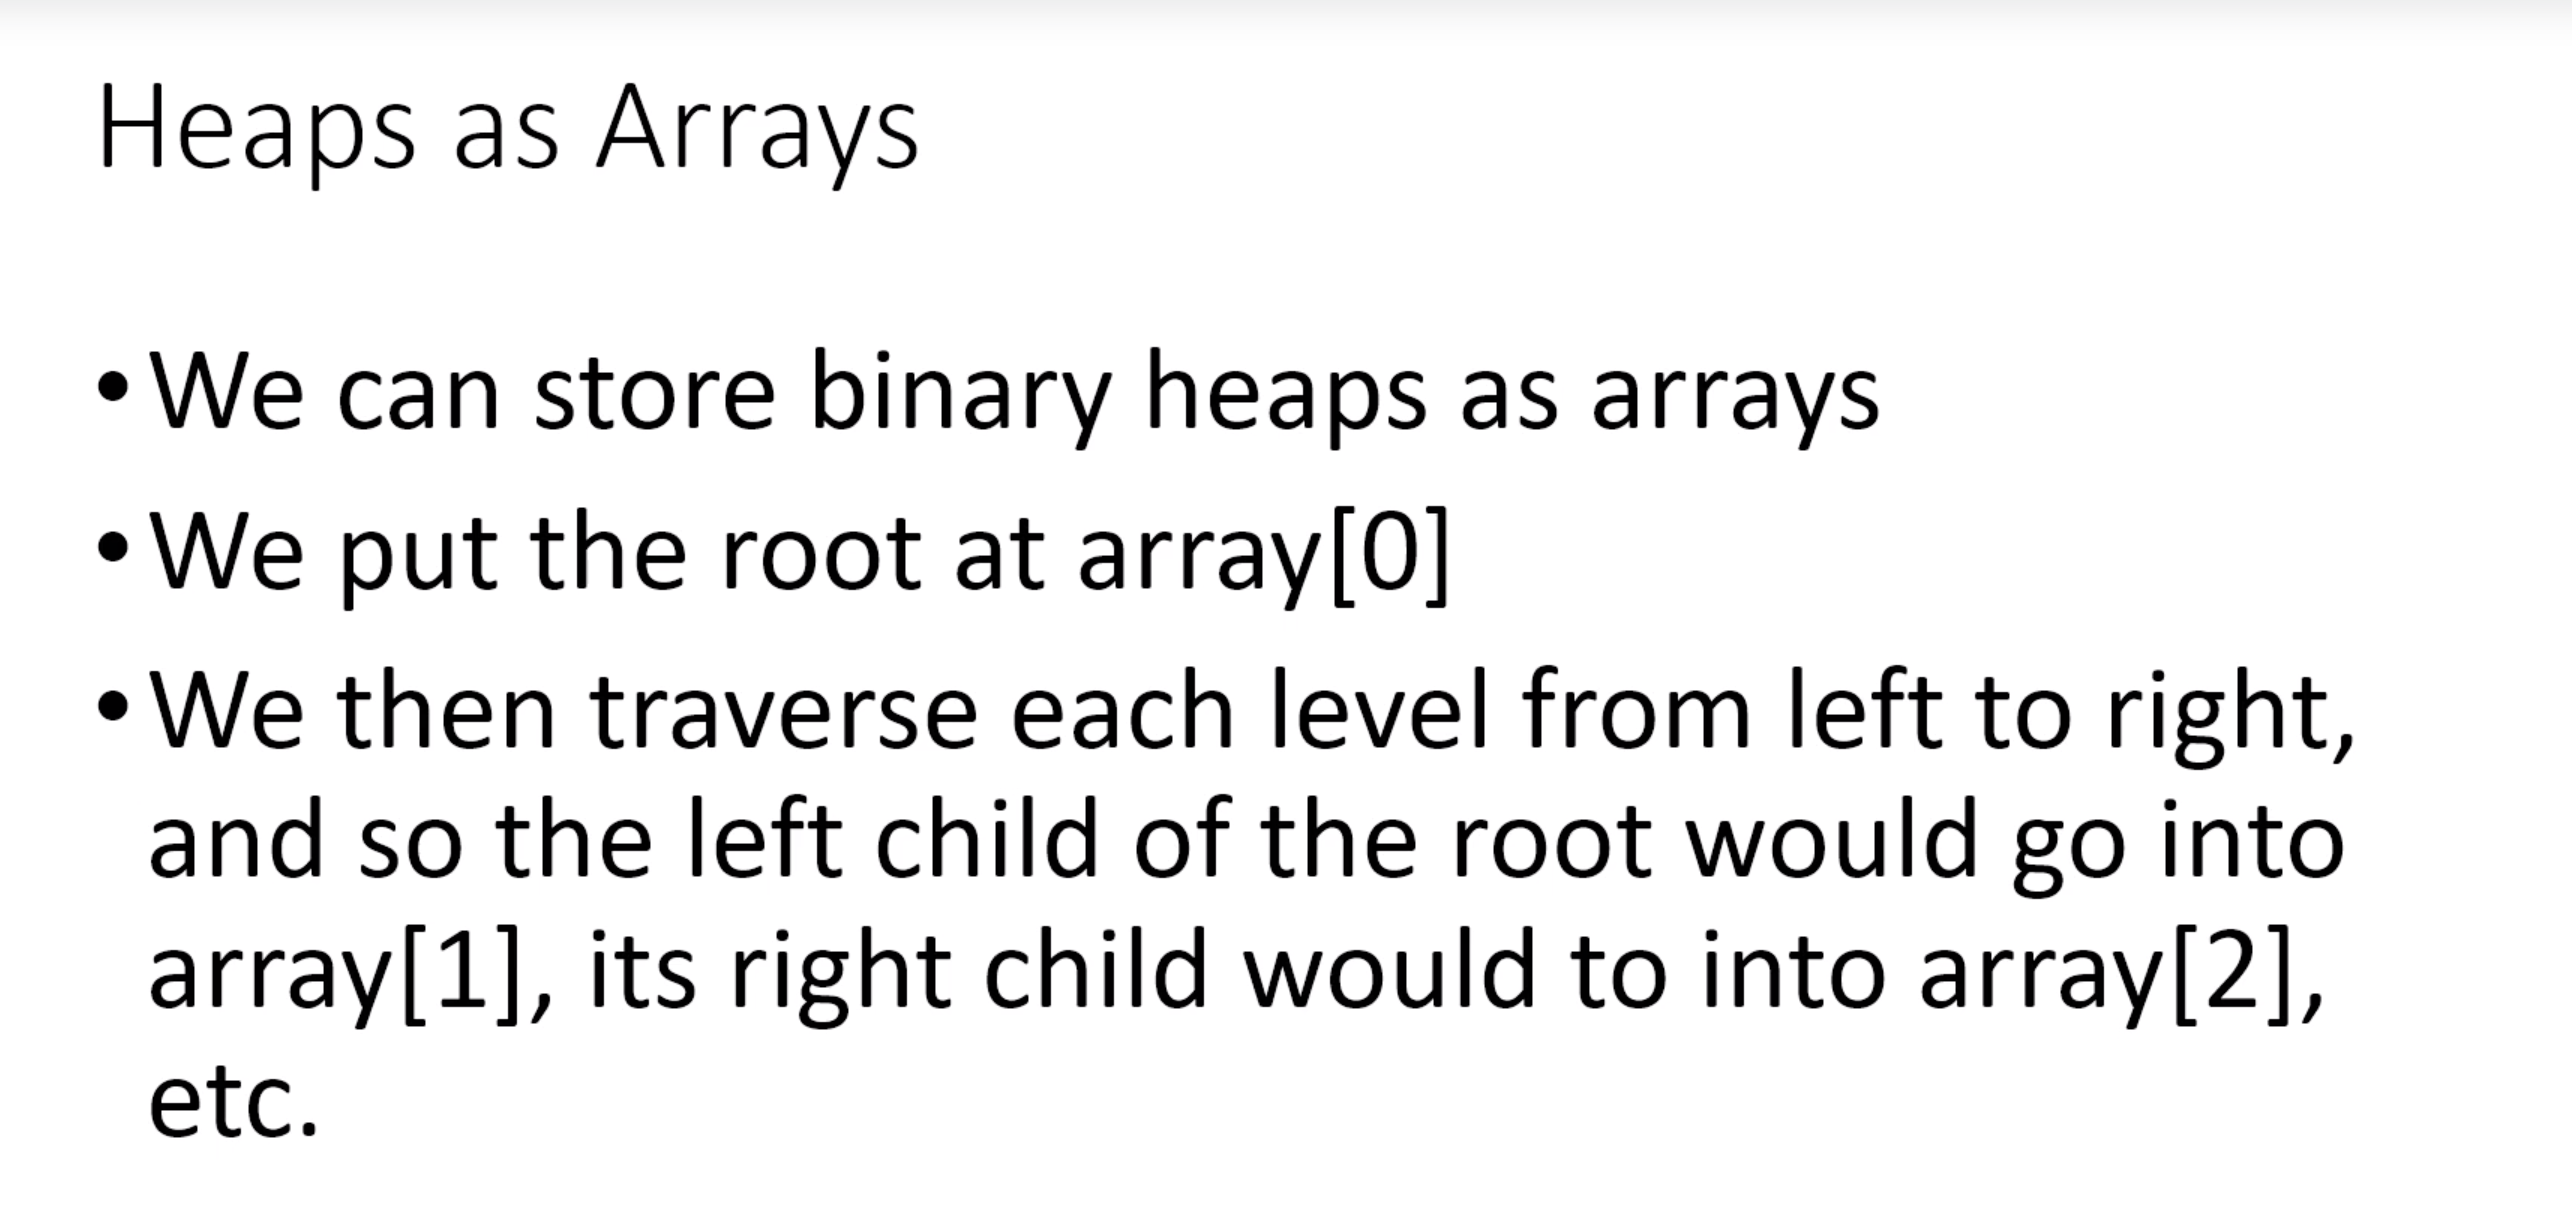 Heaps as Arrays
• We can store binary heaps as arrays
• We put the root at array[0]
• We then traverse each level from left to right,
and so the left child of the root would go into
array[1], its right child would to into array[2],
etc.